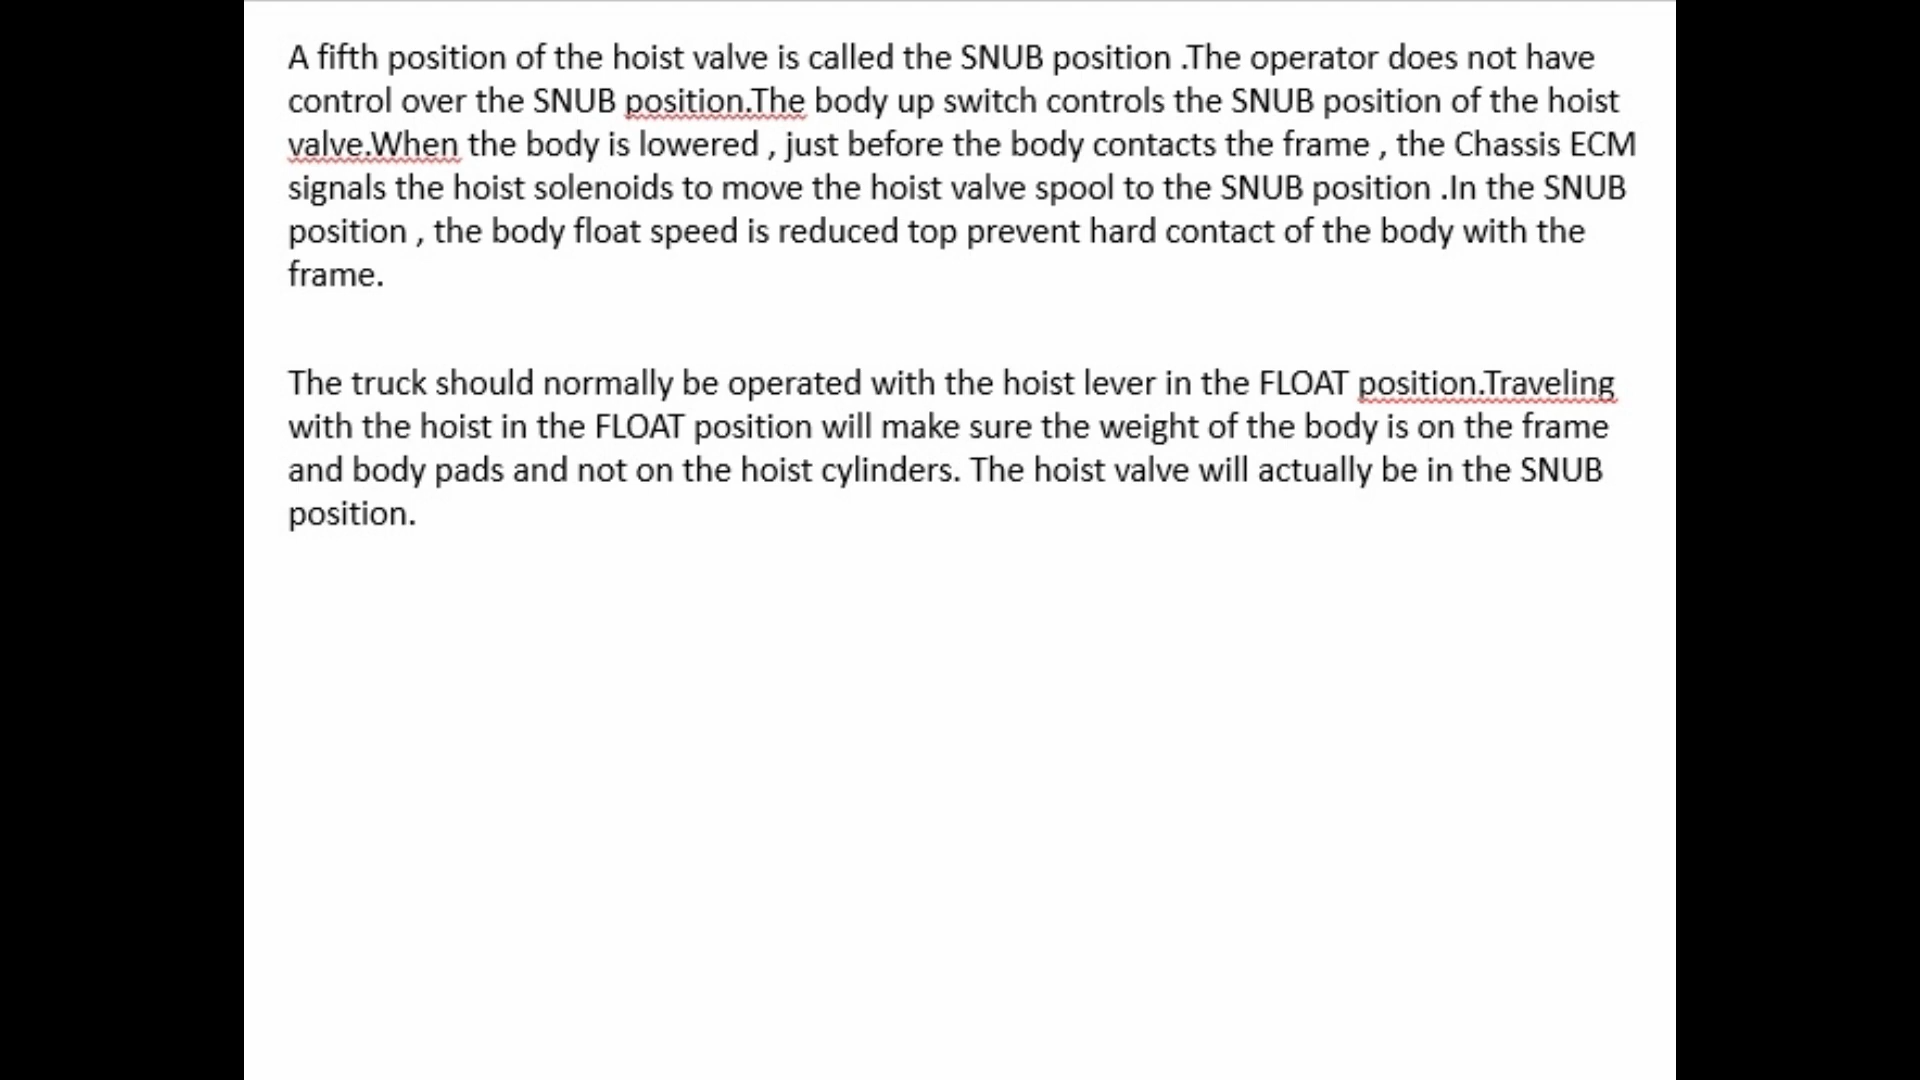 A fifth position of the hoist valve is called the SNUB position .The operator does not have
control over the SNUB position.The body up switch controls the SNUB position of the hoist
valve.When the body is lowered , just before the body contacts the frame , the Chassis ECM
signals the hoist solenoids to move the hoist valve spool to the SNUB position .In the SNUB
position , the body float speed is reduced top prevent hard contact of the body with the
frame.
The truck should normally be operated with the hoist lever in the FLOAT position.Traveling
with the hoist in the FLOAT position will make sure the weight of the body is on the frame
and body pads and not on the hoist cylinders. The hoist valve will actually be in the SNUB
position.